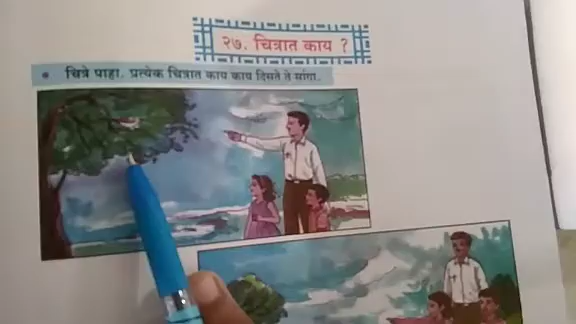 २७. चित्रात काय ?
चित्रे पाहा. प्रत्येक चित्रात काय काय दिसते ते सांगा.